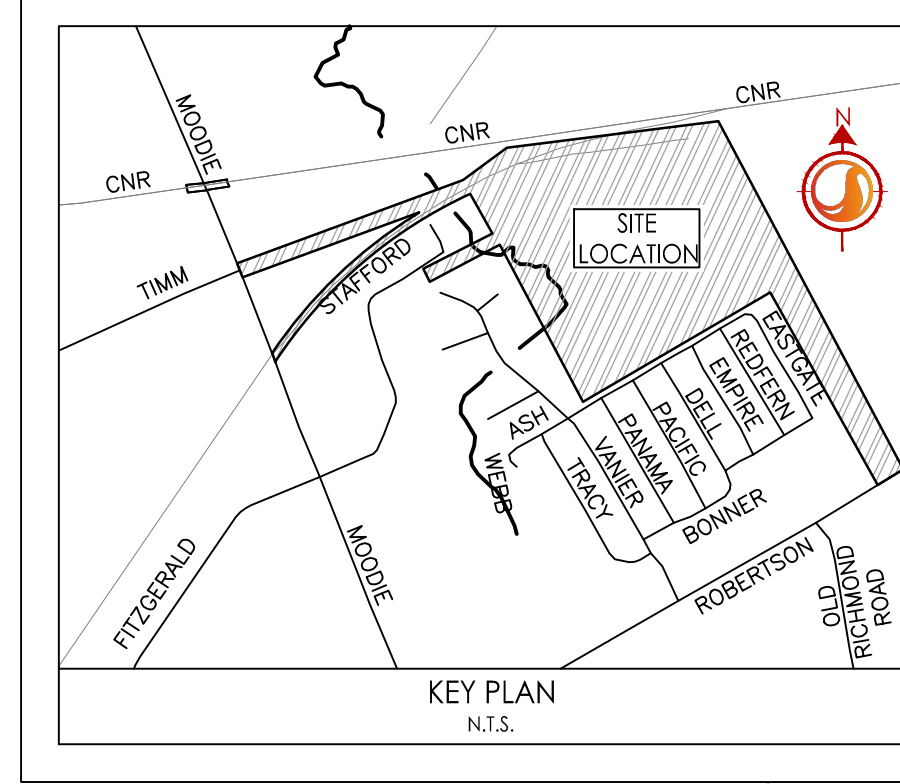 MOODIE
CNR
CNR
CNR
N
SITE
LOCATION
TIMM
STAFFORD
EASTGATE
REDFERN
EMPIRE
DELL
PACIFIC
PANAMA
VANIER
TRACY
ASH
WEBB
BONNER
ROBERTSON
MOODIE
FITZGERALD
OLD
RICHMOND
ROAD
KEY PLAN
N.T.S.